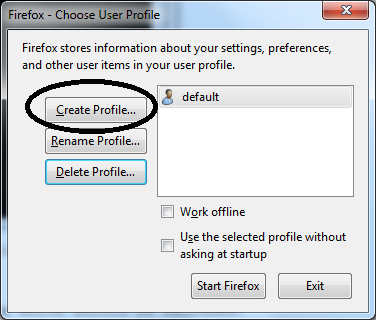 Firefox - Choose User Profile
Firefox stores information about your settings, preferences,
and other user items in your user profile.
Create Profile...
default
Rename Profile...
Delete Profile...
Work offline
Use the selected profile without
asking at startup
Start Firefox
Exit